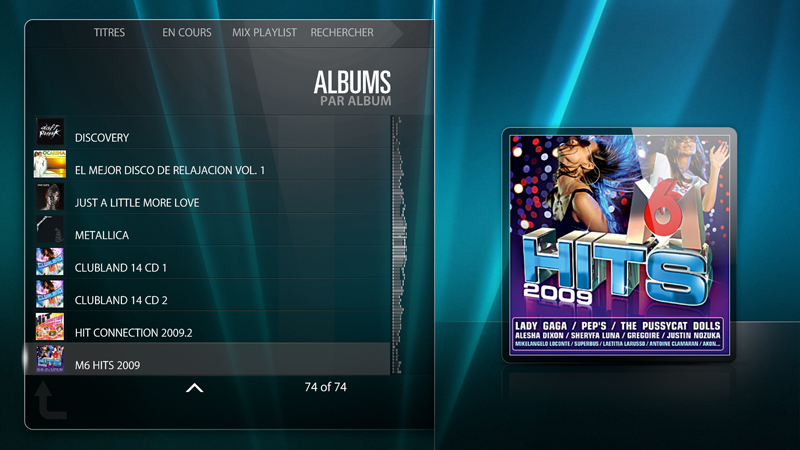 TITRES EN COURS MIX PLAYLIST RECHERCHER
ALBUMS
PAR ALBUM
daft punk
DISCOVERY
EL MEJOR DISCO DE RELAJACION VOL. 1
JUST A LITTLE MORE LOVE
METALLICA
CLUBLAND 14 CD 1
CLUBLAND 14 CD 2
HIT CONNECTION 2009.2
M6 HITS 2009
74 of 74
M6
HITS
2009
LADY GAGA / PEP'S / THE PUSSYCAT DOLLS
ALESHA DIXON / SHERYFA LUNA / GREGOIRE / JUSTIN NOZUKA
MIKELANGELO LOCONTE / SUPERBUS / LAETITIA LARUSSO / ANTOINE CLAMARAN / AKON...